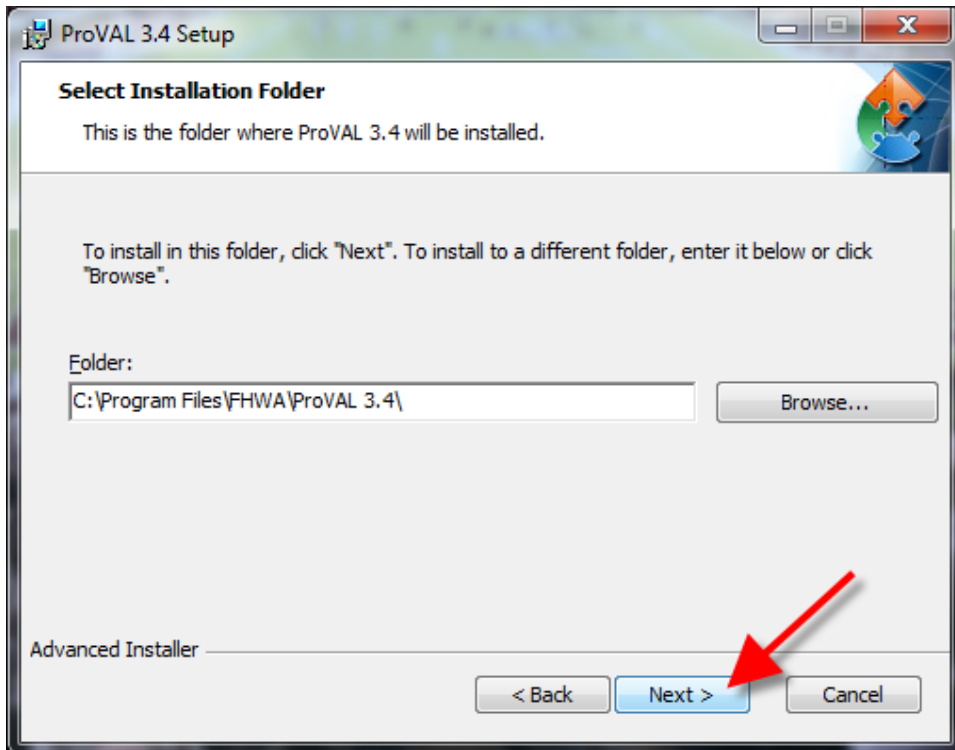 ProVAL 3.4 Setup
Select Installation Folder
This is the folder where ProVAL 3.4 will be installed.
To install in this folder, click "Next". To install to a different folder, enter it below or click
"Browse".
Folder:
C:\Program Files\FHWA\ProVAL 3.4\
Browse...
Advanced Installer
< Back
Next >
Cancel